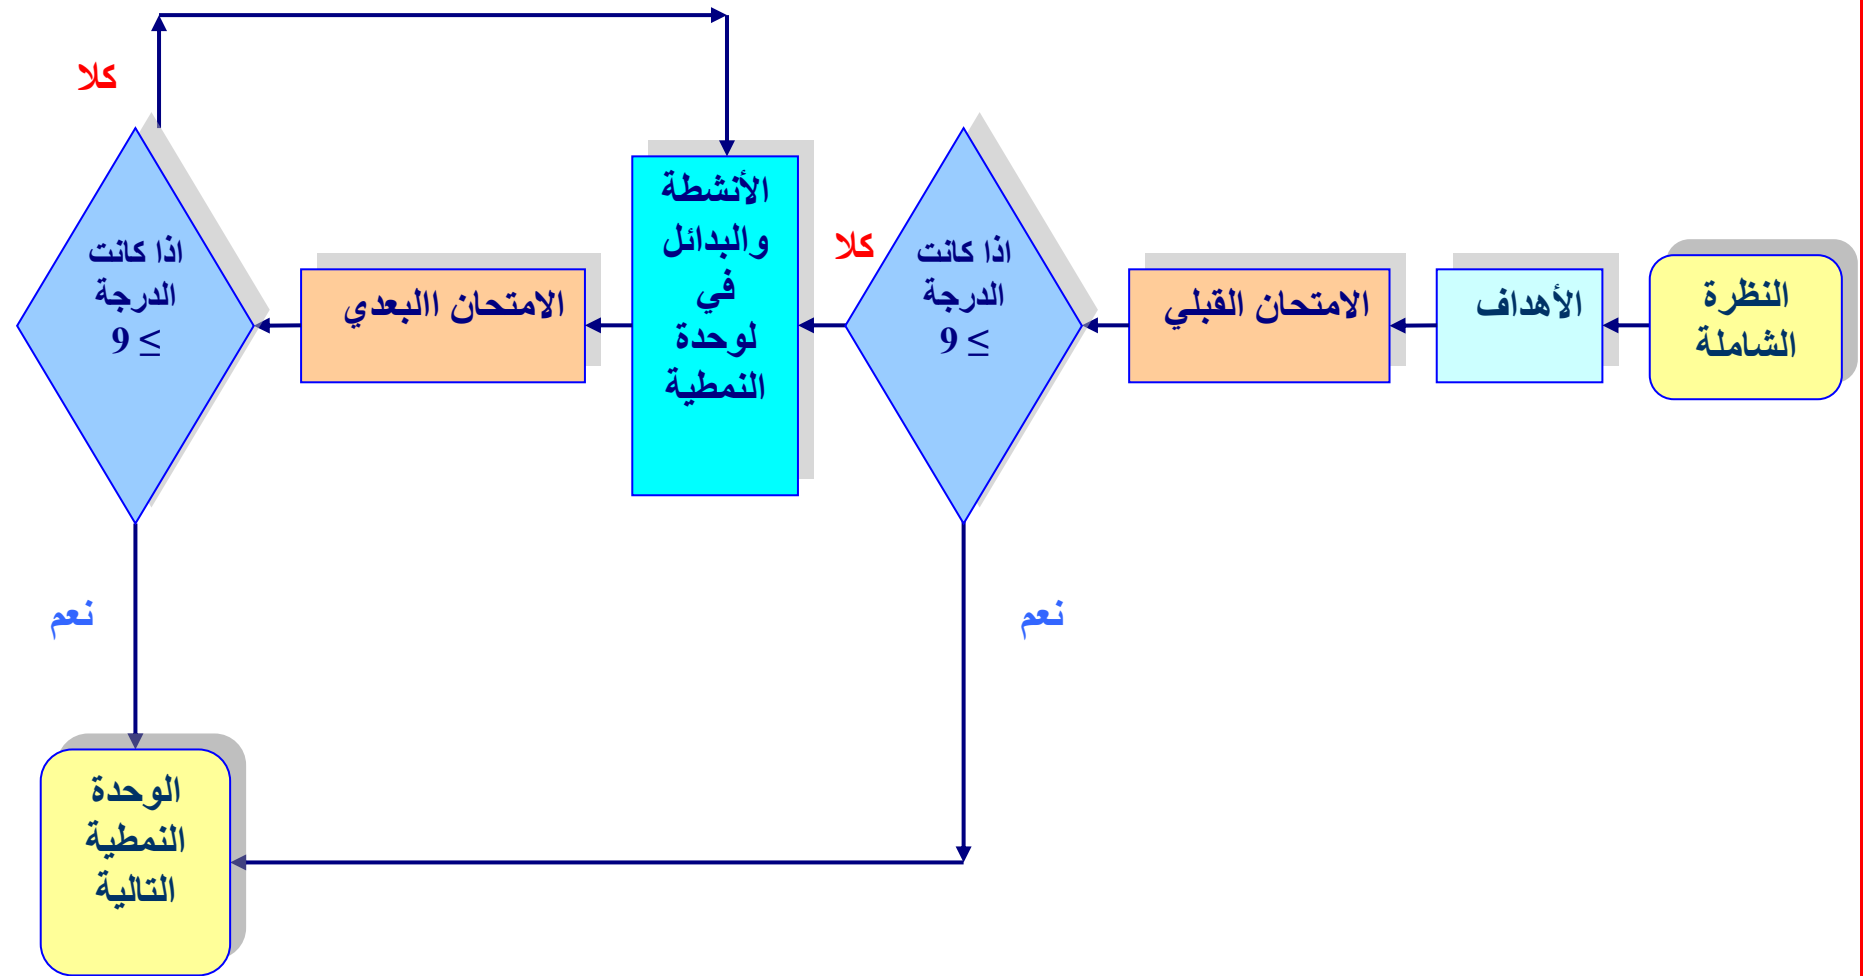 النظرة
الشاملة
الأهداف
الامتحان القبلي
اذا كانت
الدرجة
≥ 9
كلا
نعم
الأنشطة
والبدائل
في
لوحدة
النمطية
الامتحان االبعدي
اذا كانت
الدرجة
≥ 9
كلا
نعم
الوحدة
النمطية
التالية